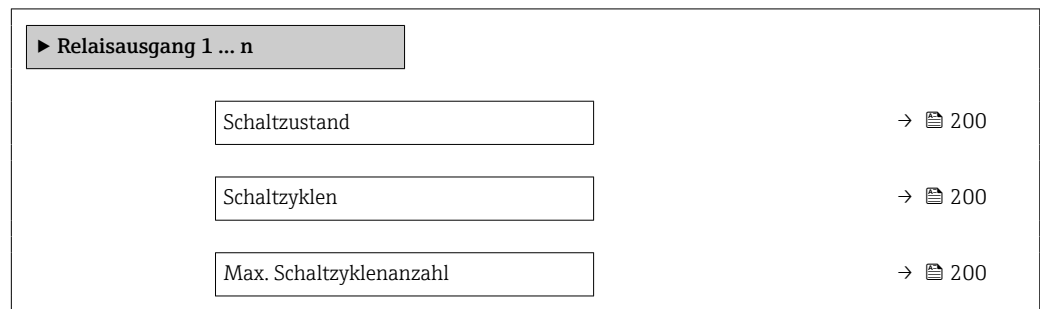 ▶ Relaisausgang 1 … n
Schaltzustand → 200
Schaltzyklen → 200
Max. Schaltzyklenanzahl → 200